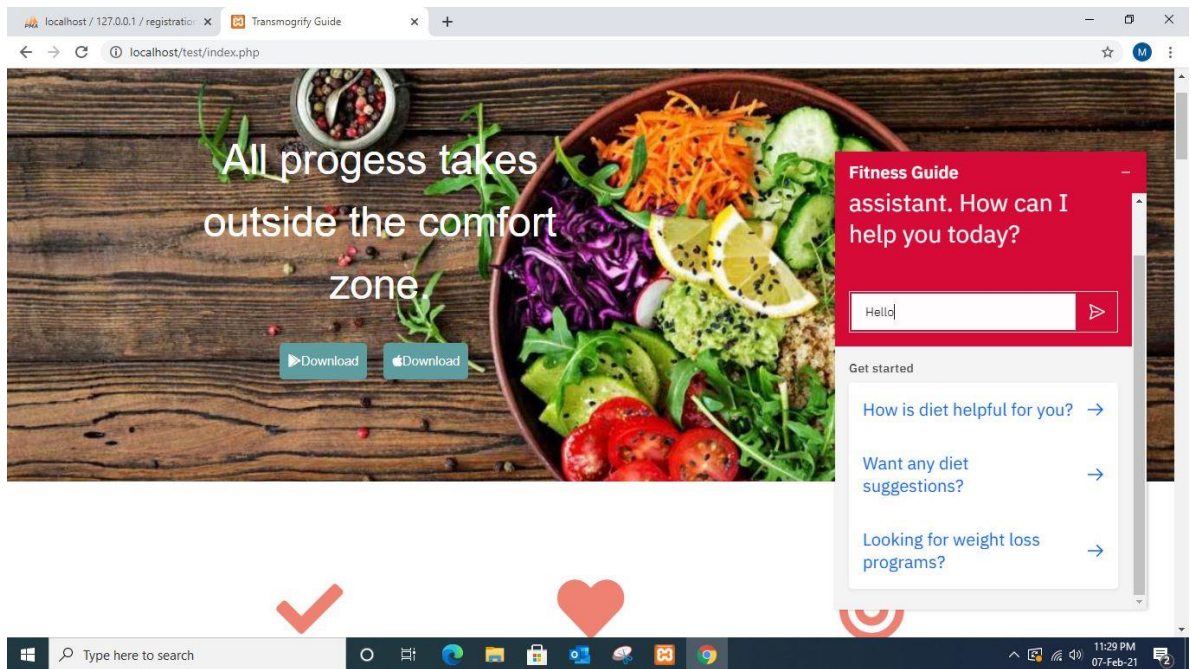 localhost / 127.0.0.1 / registration
Transmogrify Guide
localhost/test/index.php
M
All progess takes
outside the comfort
zone.
Download
Download
Fitness Guide
assistant. How can I
help you today?
Hello
Get started
How is diet helpful for you?
Want any diet
suggestions?
Looking for weight loss
programs?
Type here to search
11:29 PM
07-Feb-21
2